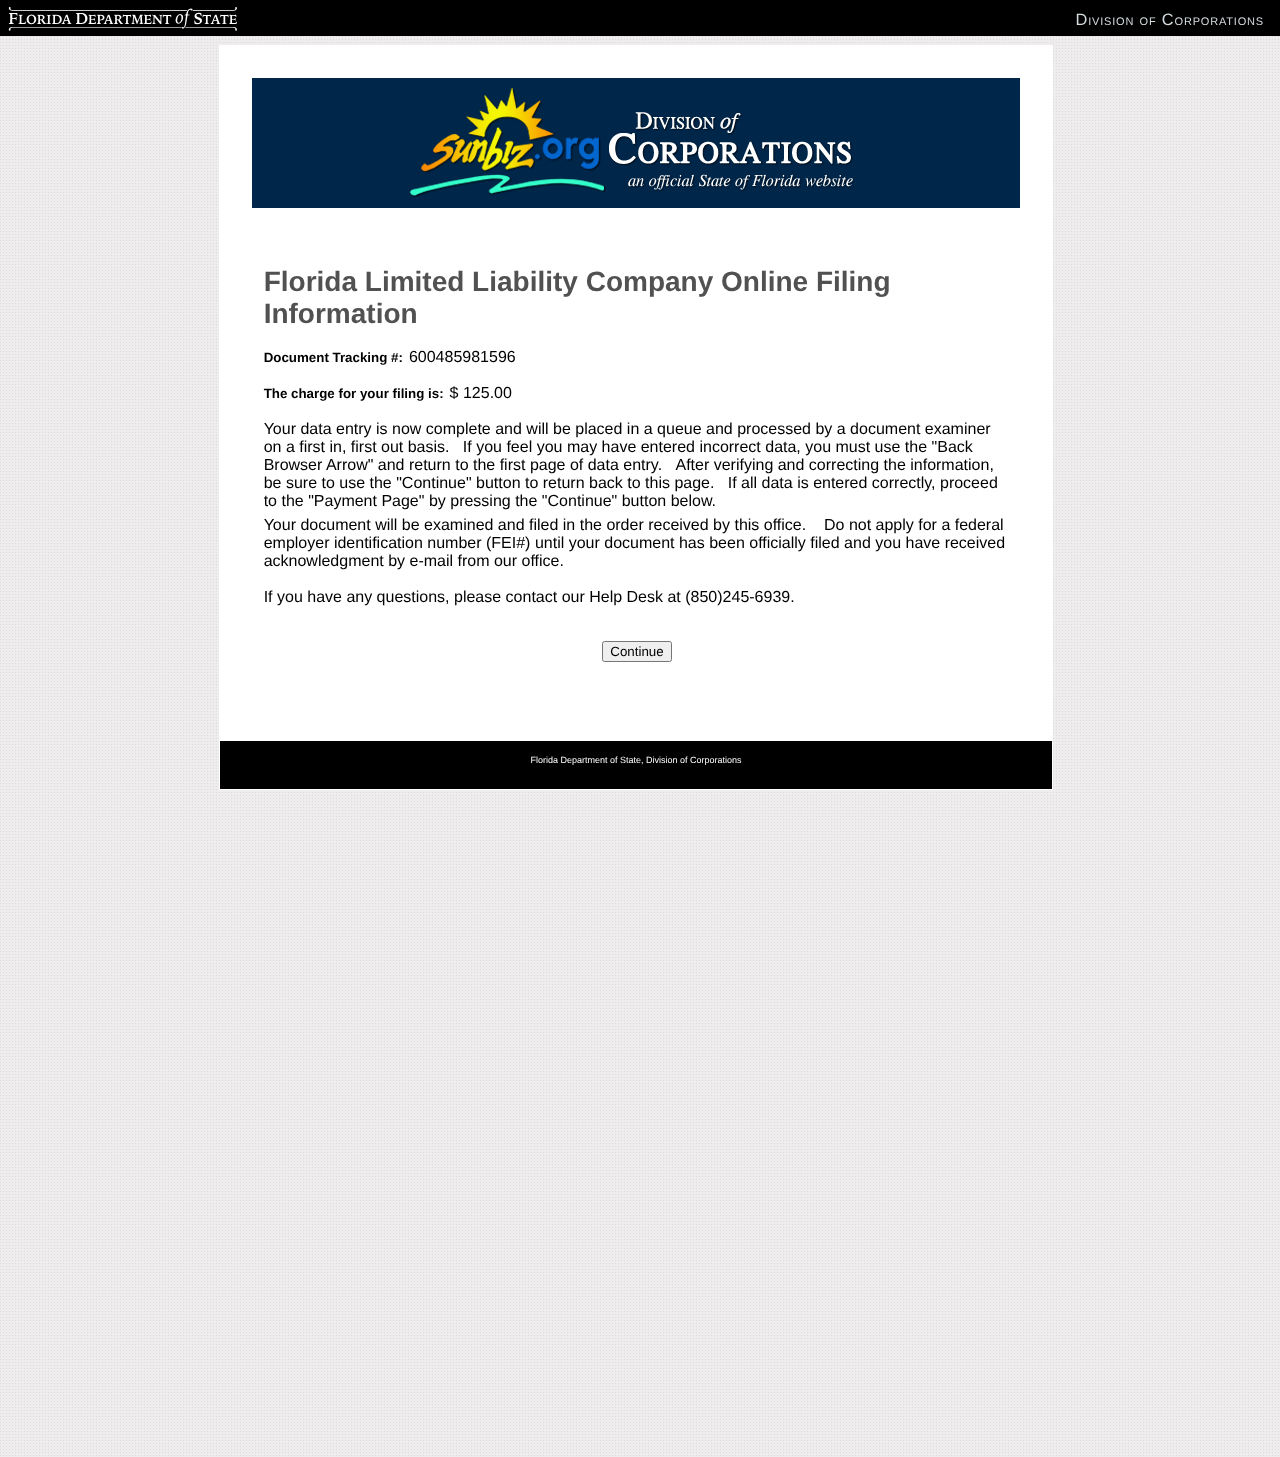 FLORIDA DEPARTMENT of STATE
Division of Corporations
Sunbiz.org
DIVISION of
CORPORATIONS
an official State of Florida website
Florida Limited Liability Company Online Filing
Information
Document Tracking #: 600485981596
The charge for your filing is: $ 125.00
Your data entry is now complete and will be placed in a queue and processed by a document examiner
on a first in, first out basis. If you feel you may have entered incorrect data, you must use the "Back
Browser Arrow" and return to the first page of data entry. After verifying and correcting the information,
be sure to use the "Continue" button to return back to this page. If all data is entered correctly, proceed
to the "Payment Page" by pressing the "Continue" button below.
Your document will be examined and filed in the order received by this office. Do not apply for a federal
employer identification number (FEI#) until your document has been officially filed and you have received
acknowledgment by e-mail from our office.
If you have any questions, please contact our Help Desk at (850)245-6939.
Continue
Florida Department of State, Division of Corporations